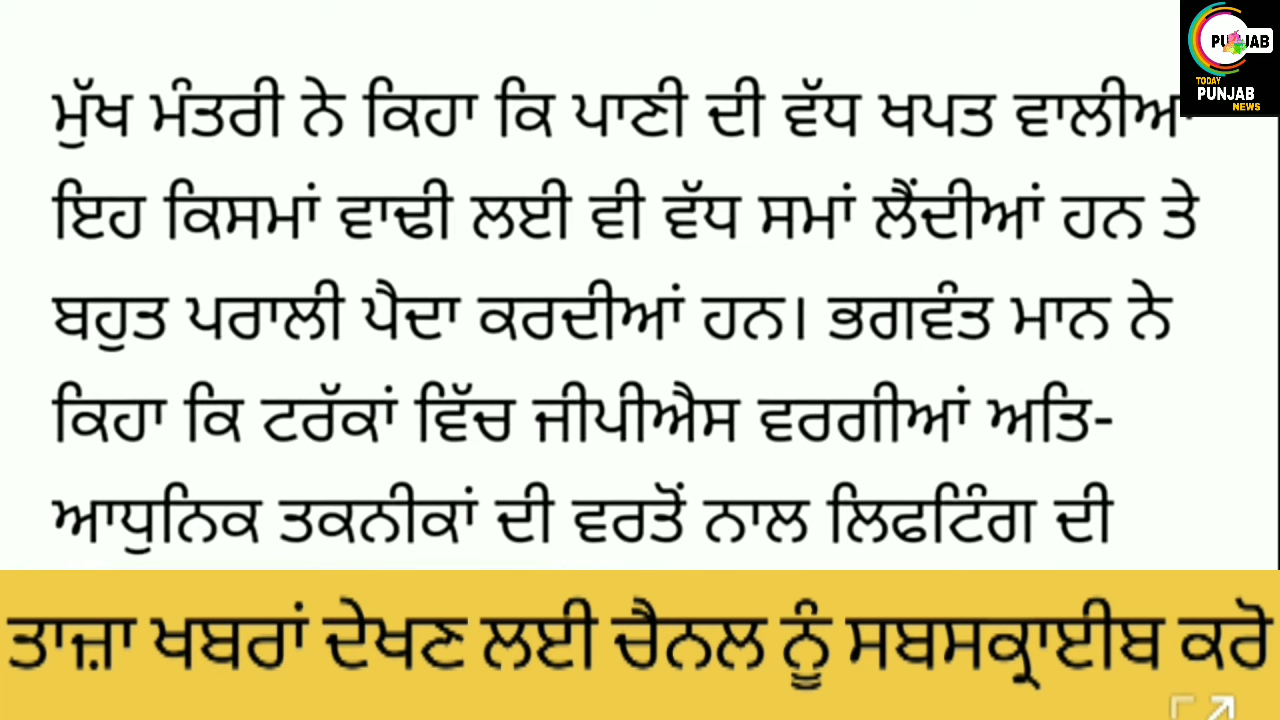 ਮੁੱਖ ਮੰਤਰੀ ਨੇ ਕਿਹਾ ਕਿ ਪਾਣੀ ਦੀ ਵੱਧ ਖਪਤ ਵਾਲੀਆਂ
ਇਹ ਕਿਸਮਾਂ ਵਾਢੀ ਲਈ ਵੀ ਵੱਧ ਸਮਾਂ ਲੈਂਦੀਆਂ ਹਨ ਤੇ
ਬਹੁਤ ਪਰਾਲੀ ਪੈਦਾ ਕਰਦੀਆਂ ਹਨ। ਭਗਵੰਤ ਮਾਨ ਨੇ
ਕਿਹਾ ਕਿ ਟਰੱਕਾਂ ਵਿੱਚ ਜੀਪੀਐਸ ਵਰਗੀਆਂ ਅਤਿ-
ਆਧੁਨਿਕ ਤਕਨੀਕਾਂ ਦੀ ਵਰਤੋਂ ਨਾਲ ਲਿਫਟਿੰਗ ਦੀ
ਤਾਜ਼ਾ ਖਬਰਾਂ ਦੇਖਣ ਲਈ ਚੈਨਲ ਨੂੰ ਸਬਸਕ੍ਰਾਈਬ ਕਰੋ
PUNJAB
TODAY
PUNJAB
NEWS